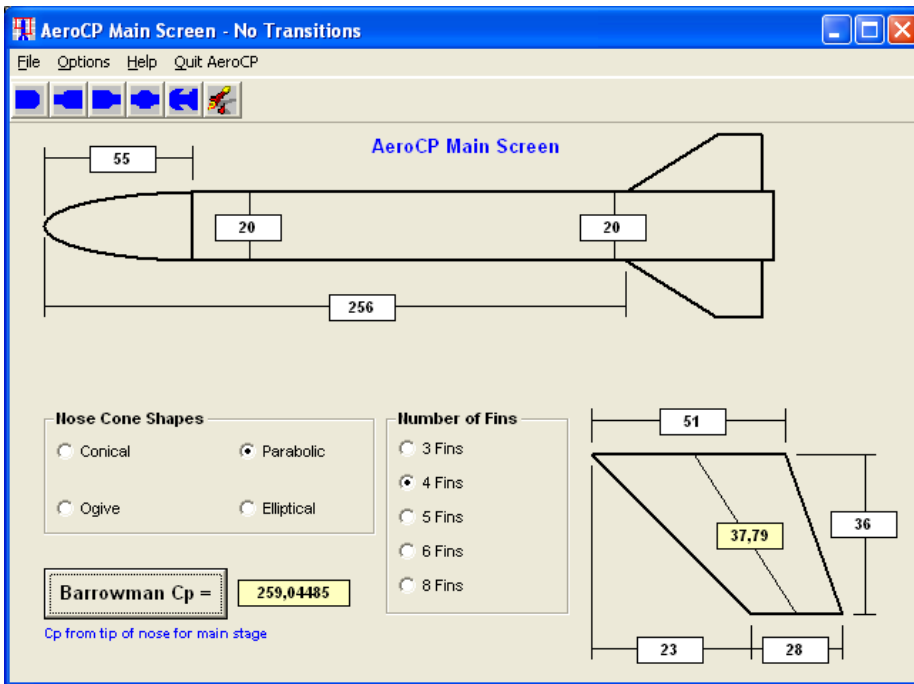 AeroCP Main Screen - No Transitions
File Options Help Quit AeroCP
AeroCP Main Screen
55
20
20
256
Nose Cone Shapes
Conical
Parabolic
Ogive
Elliptical
Number of Fins
3 Fins
4 Fins
5 Fins
6 Fins
8 Fins
51
36
37,79
23
28
Barrowman Cp =
259,04485
Cp from tip of nose for main stage